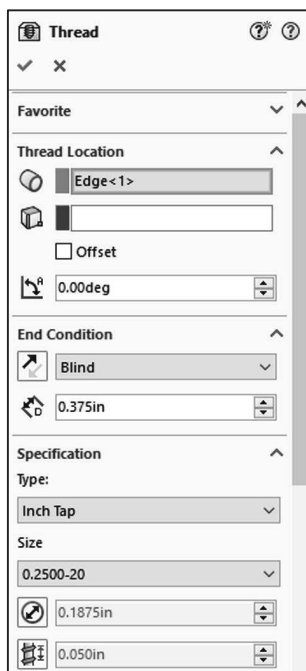 Thread
Favorite
Thread Location
Edge<1>
Offset
0.00deg
End Condition
Blind
0.375in
Specification
Type:
Inch Tap
Size
0.2500-20
0.1875in
0.050in